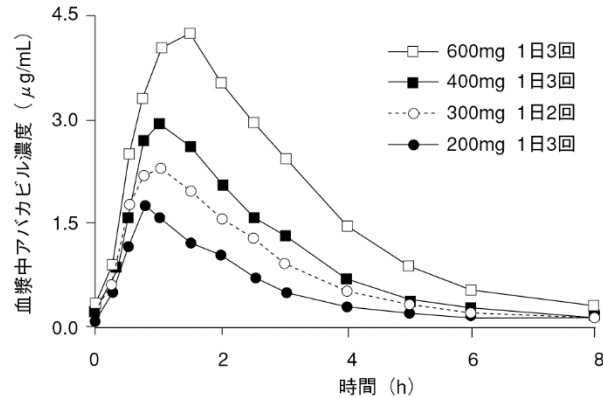 4.5
3.0
1.5
0.0
血漿中アバカビル濃度（μg/mL）
600mg 1日3回
400mg 1日3回
300mg 1日2回
200mg 1日3回
0 2 4 6 8
時間（h）